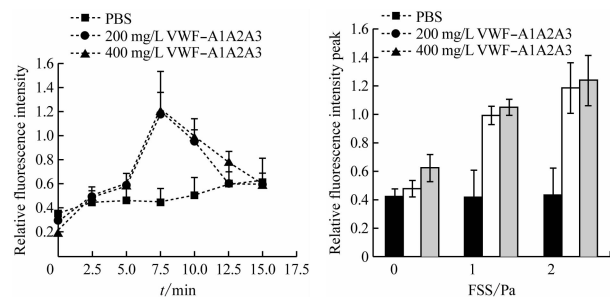 PBS
200 mg/L VWF-A1A2A3
400 mg/L VWF-A1A2A3
Relative fluorescence intensity
1.6
1.4
1.2
1.0
0.8
0.6
0.4
0.2
0
2.5
5.0
7.5
10.0
12.5
15.0
17.5
t/min
PBS
200 mg/L VWF-A1A2A3
400 mg/L VWF-A1A2A3
Relative fluorescence intensity peak
1.6
1.4
1.2
1.0
0.8
0.6
0.4
0.2
0
0
1
2
FSS/Pa